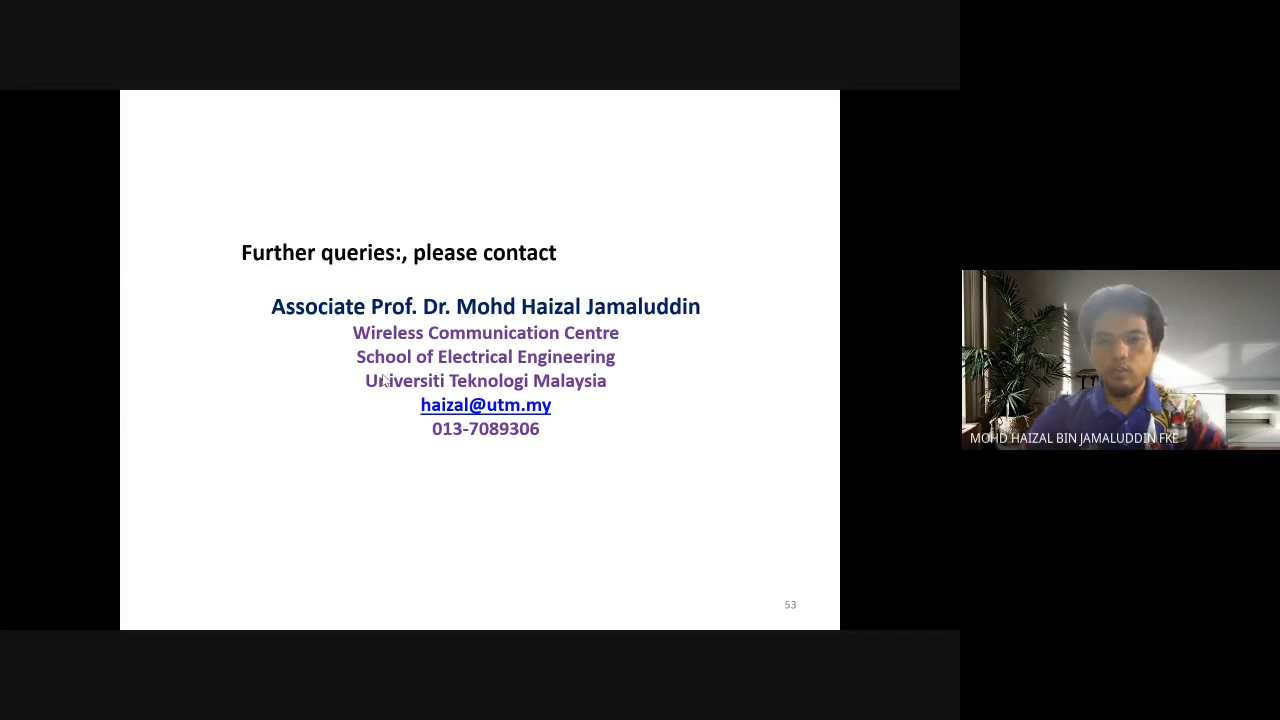 Further queries:, please contact
Associate Prof. Dr. Mohd Haizal Jamaluddin
Wireless Communication Centre
School of Electrical Engineering
Universiti Teknologi Malaysia
haizal@utm.my
013-7089306
53
MOHD HAIZAL BIN JAMALUDDIN FKE